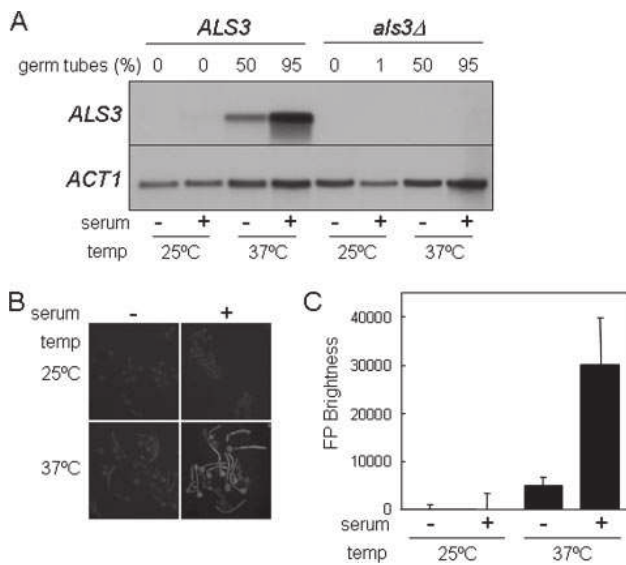 A
ALS3 als3Δ
germ tubes (%) 0 0 50 95 0 1 50 95
ALS3
ACT1
serum - + - + - + - +
temp 25ºC 37ºC 25ºC 37ºC
B
serum - +
temp
25ºC
37ºC
C
FP Brightness
40000
30000
20000
10000
0
serum - + - +
temp 25ºC 37ºC